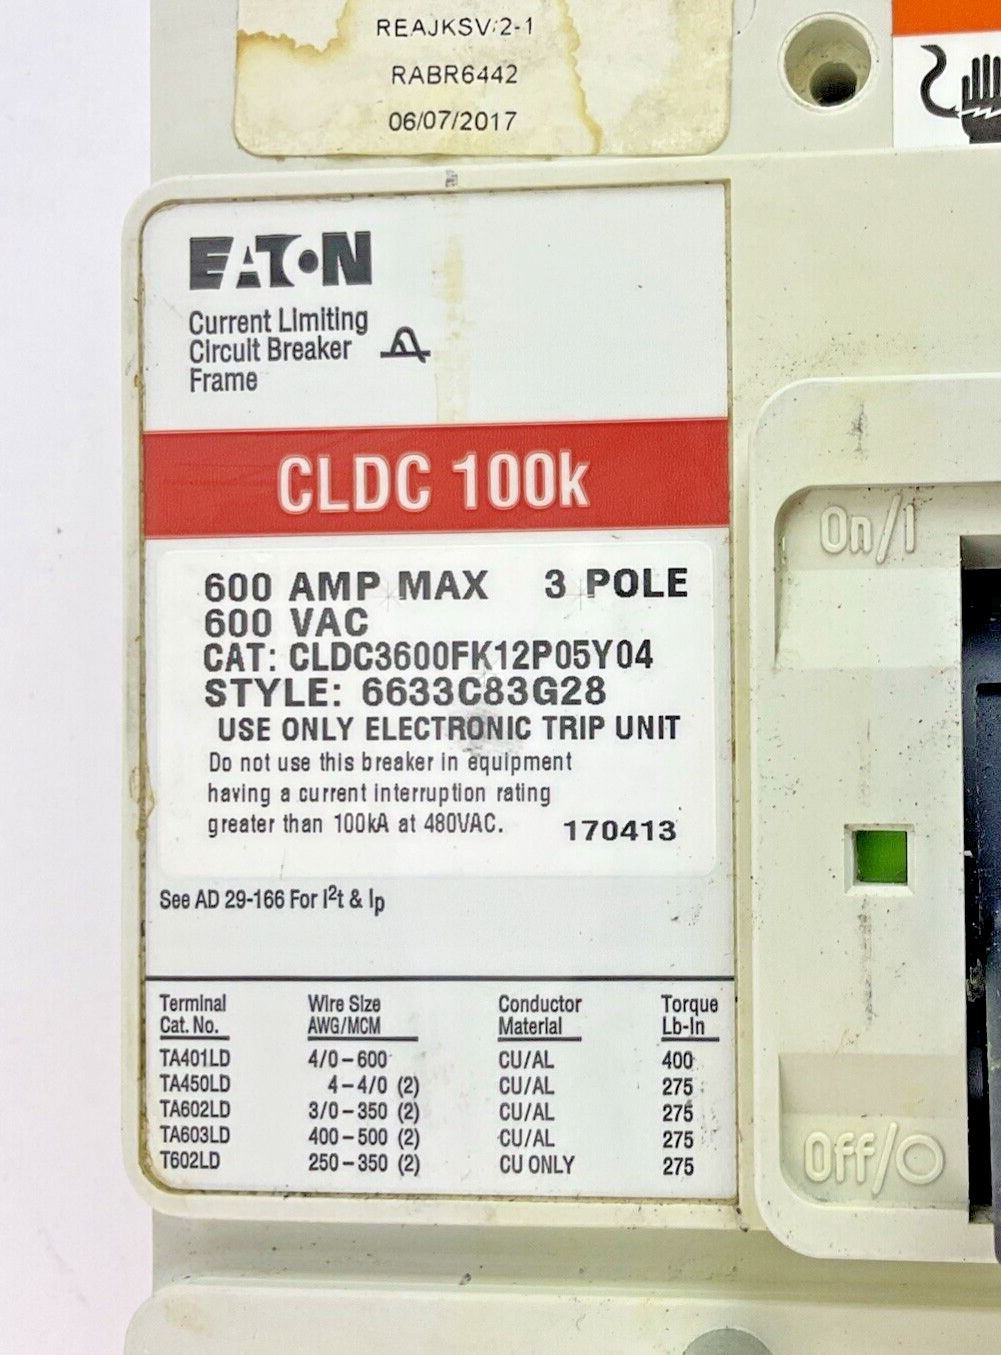 REAJKSV/2-1
RABR6442
06/07/2017
EATON
Current Limiting
Circuit Breaker
Frame
CLDC 100k
600 AMP MAX 3 POLE
600 VAC
CAT: CLDC3600FK12P05Y04
STYLE: 6633C83G28
USE ONLY ELECTRONIC TRIP UNIT
Do not use this breaker in equipment
having a current interruption rating
greater than 100kA at 480VAC. 170413
See AD 29-166 For I²t & Ip
Terminal Wire Size Conductor Torque
Cat. No. AWG/MCM Material Lb-In
TA401LD 4/0-600 CU/AL 400
TA450LD 4-4/0 (2) CU/AL 275
TA602LD 3/0-350 (2) CU/AL 275
TA603LD 400-500 (2) CU/AL 275
T602LD 250-350 (2) CU ONLY 275
On/I
Off/O